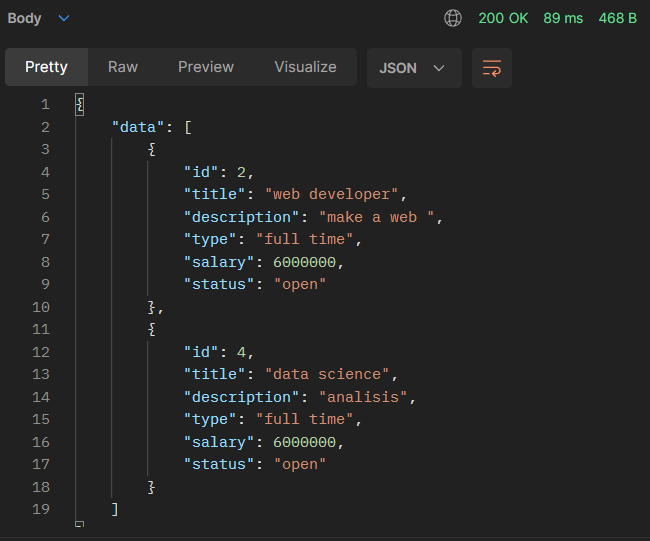 Body 200 OK 89 ms 468 B
Pretty Raw Preview Visualize JSON
1 {
2 "data": [
3 {
4 "id": 2,
5 "title": "web developer",
6 "description": "make a web ",
7 "type": "full time",
8 "salary": 6000000,
9 "status": "open"
10 },
11 {
12 "id": 4,
13 "title": "data science",
14 "description": "analisis",
15 "type": "full time",
16 "salary": 6000000,
17 "status": "open"
18 }
19 ]